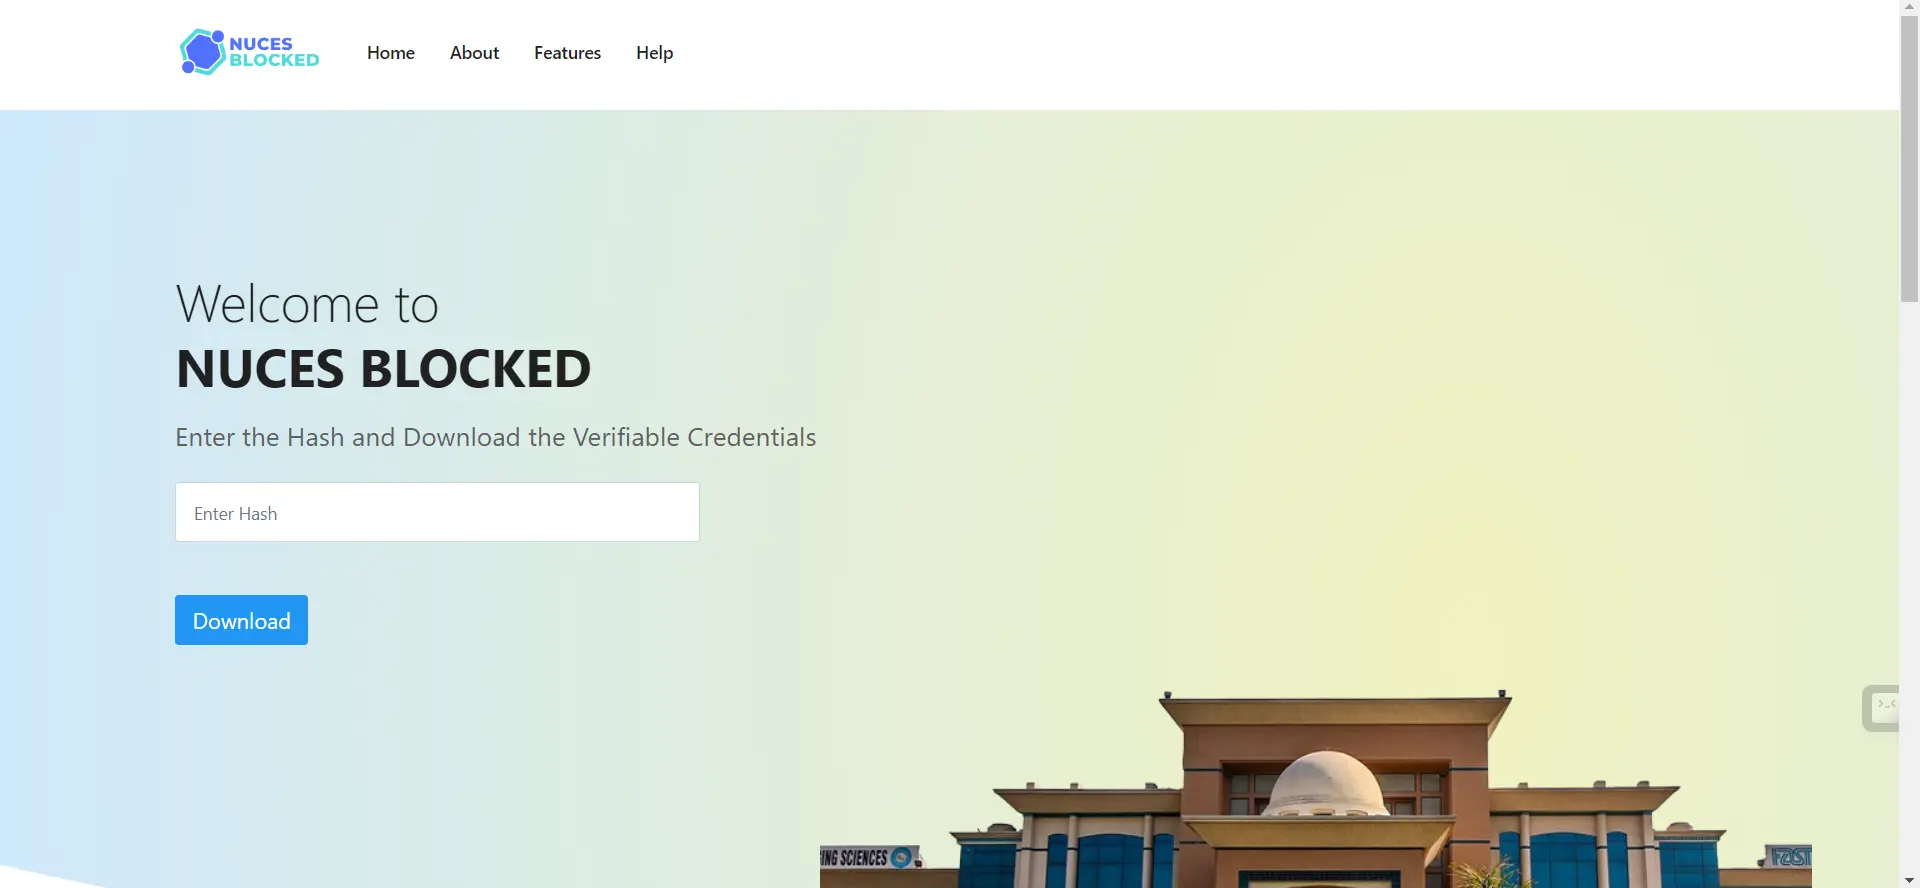 NUCES
BLOCKED
Home
About
Features
Help
Welcome to
NUCES BLOCKED
Enter the Hash and Download the Verifiable Credentials
Enter Hash
Download
SCIENCES
FAST